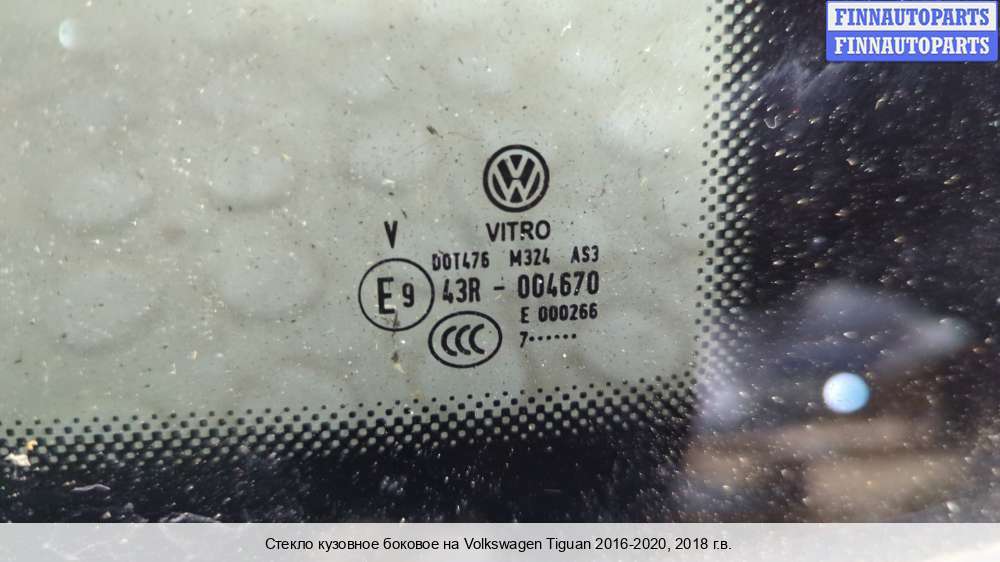 FINNAUTOPARTS
FINNAUTOPARTS
VW
VITRO
V
DOT476 M324 AS3
E9 43R - 004670
E 000266
CCC
7······
Стекло кузовное боковое на Volkswagen Tiguan 2016-2020, 2018 г.в.